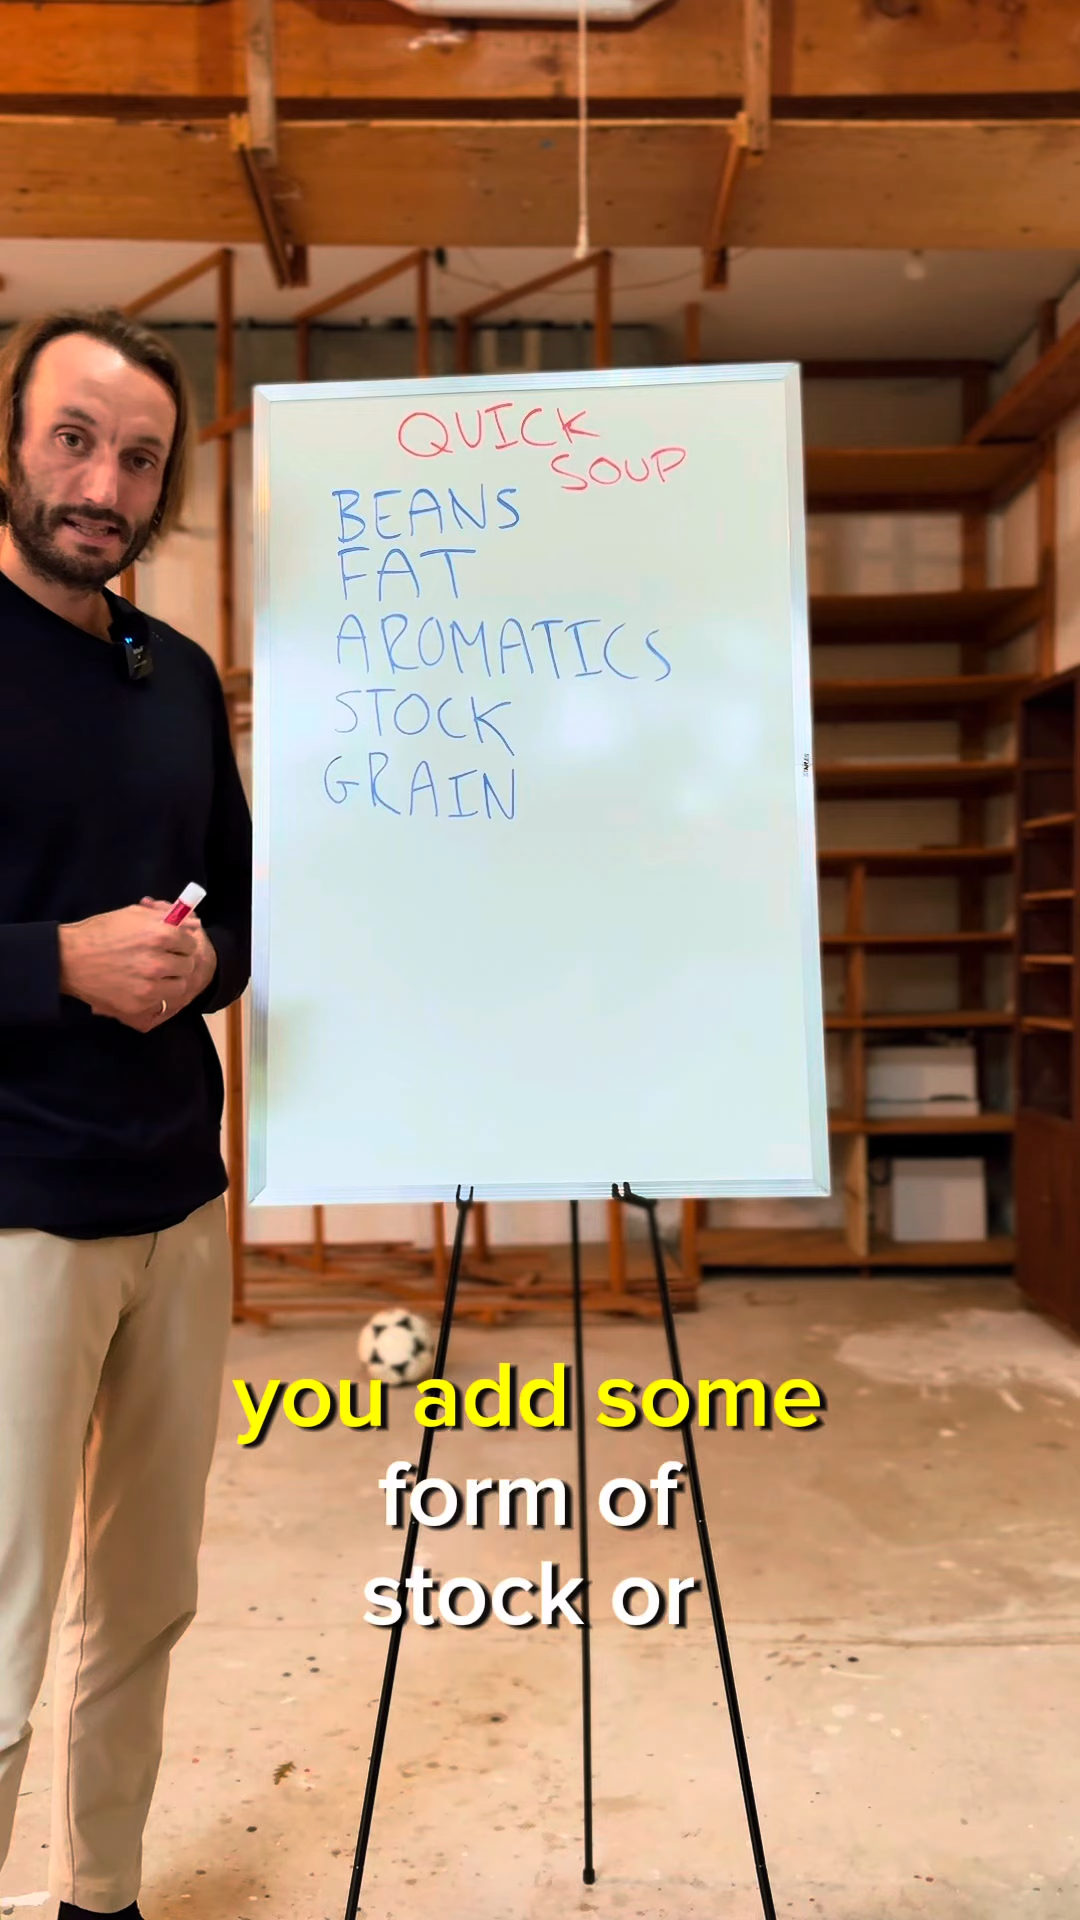 QUICK
SOUP
BEANS
FAT
AROMATICS
STOCK
GRAIN
you add some
form of
stock or